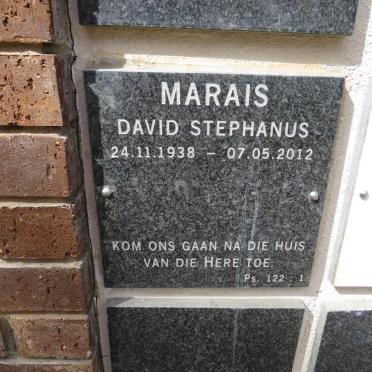 MARAIS
DAVID STEPHANUS
24.11.1938 – 07.05.2012
KOM ONS GAAN NA DIE HUIS
VAN DIE HERE TOE.
PS. 122 : 1